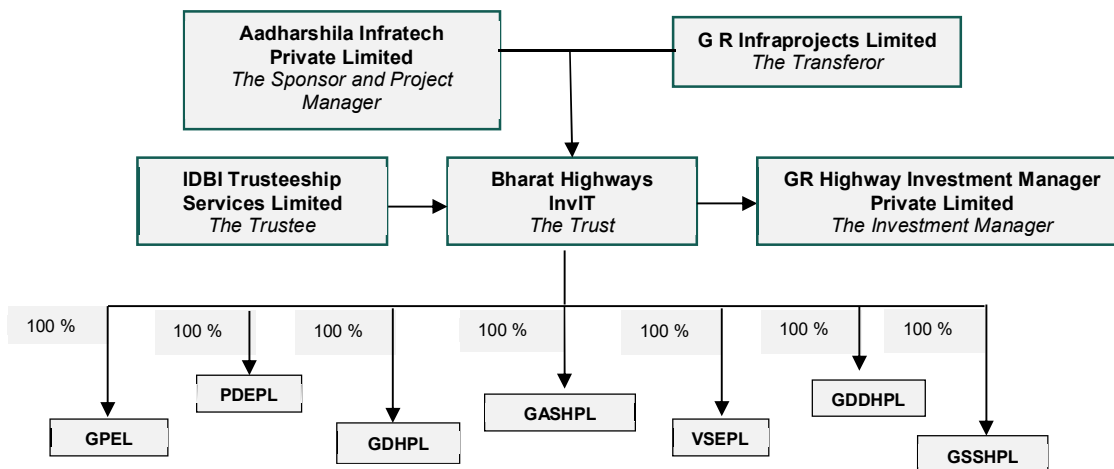 Aadharshila Infratech
Private Limited
The Sponsor and Project
Manager
G R Infraprojects Limited
The Transferor
IDBI Trusteeship
Services Limited
The Trustee
Bharat Highways
InvIT
The Trust
GR Highway Investment Manager
Private Limited
The Investment Manager
100 %
100 %
100 %
100 %
100 %
100 %
100 %
GPEL
PDEPL
GDHPL
GASHPL
VSEPL
GDDHPL
GSSHPL